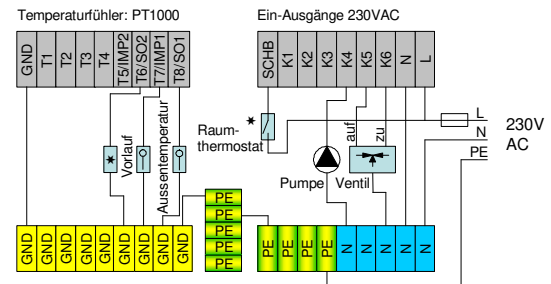 Temperaturfühler: PT1000
Ein-Ausgänge 230VAC
GND
T1
T2
T3
T4
T5/IMP2
T6/SO2
T7/IMP1
T8/SO1
SCHB
K1
K2
K3
K4
K5
K6
N
L
*
Vorlauf
Aussentemperatur
*
Raum-
thermostat
auf
zu
Pumpe
Ventil
L
N
PE
230V
AC
GND
GND
GND
GND
GND
GND
GND
GND
GND
PE
PE
PE
PE
PE
PE
PE
PE
PE
N
N
N
N
N